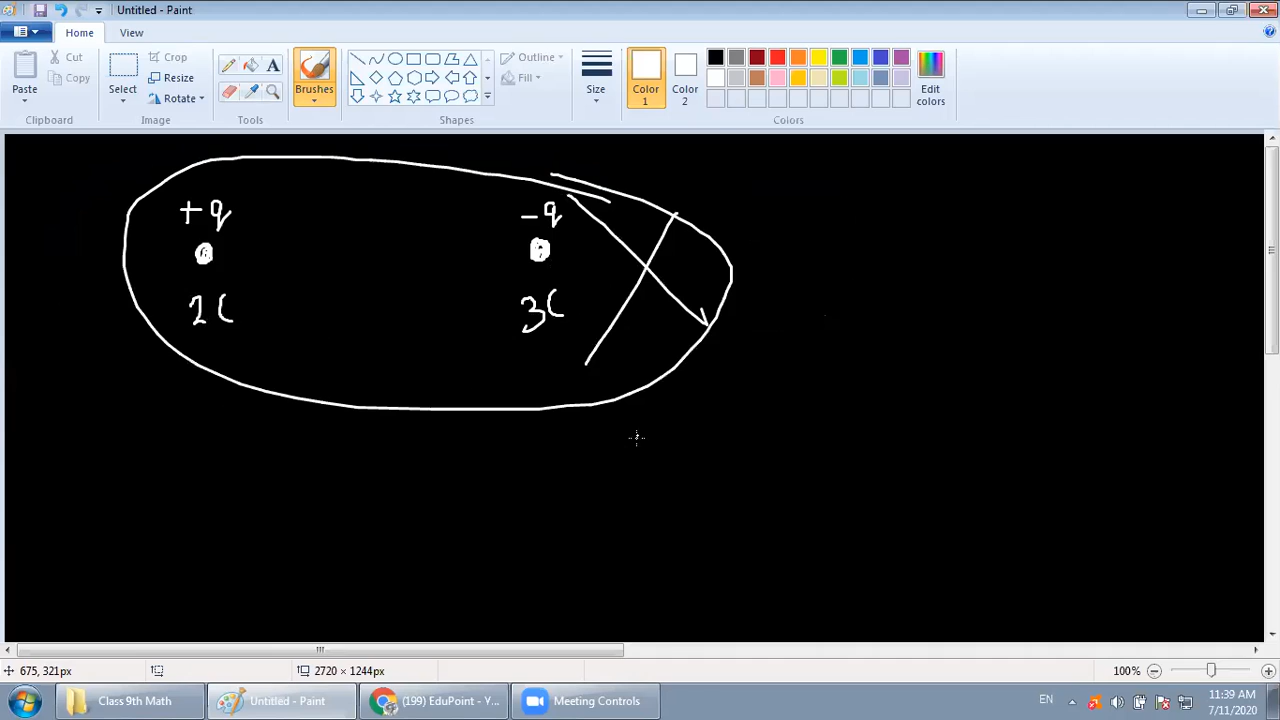 Untitled - Paint
Home View
Cut
Copy
Paste
Clipboard
Select
Crop
Resize
Rotate
Image
A
Tools
Brushes
Outline
Fill
Shapes
Size
Color 1
Color 2
Edit colors
Colors
+q
-q
2C
3C
675, 321px
2720 × 1244px
100%
Class 9th Math
Untitled - Paint
(199) EduPoint - Y...
Meeting Controls
EN
11:39 AM
7/11/2020